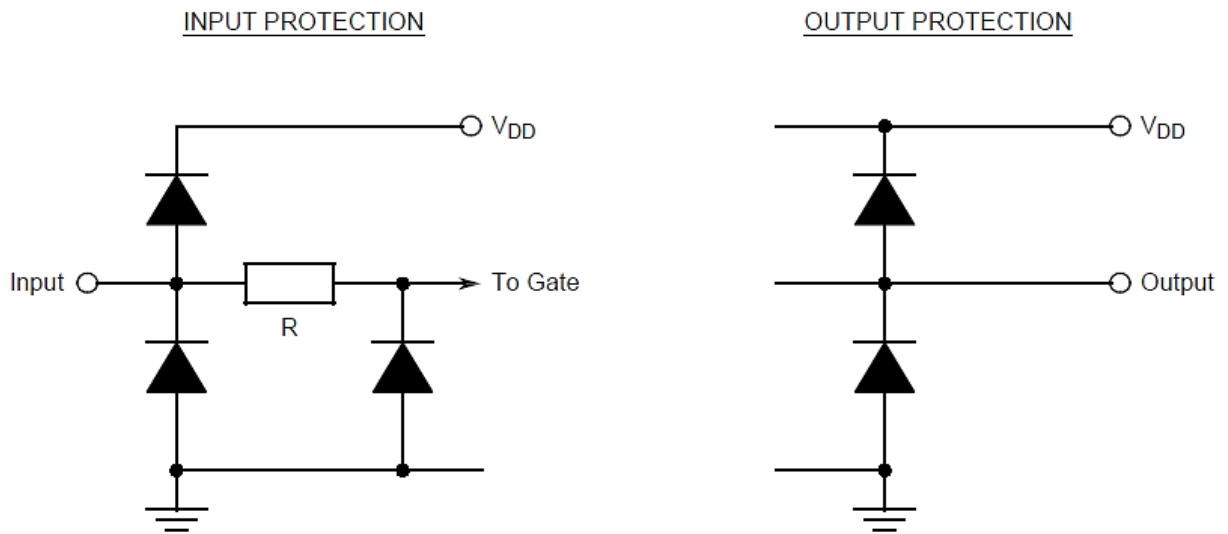 INPUT PROTECTION
OUTPUT PROTECTION
VDD
VDD
Input
To Gate
Output
R